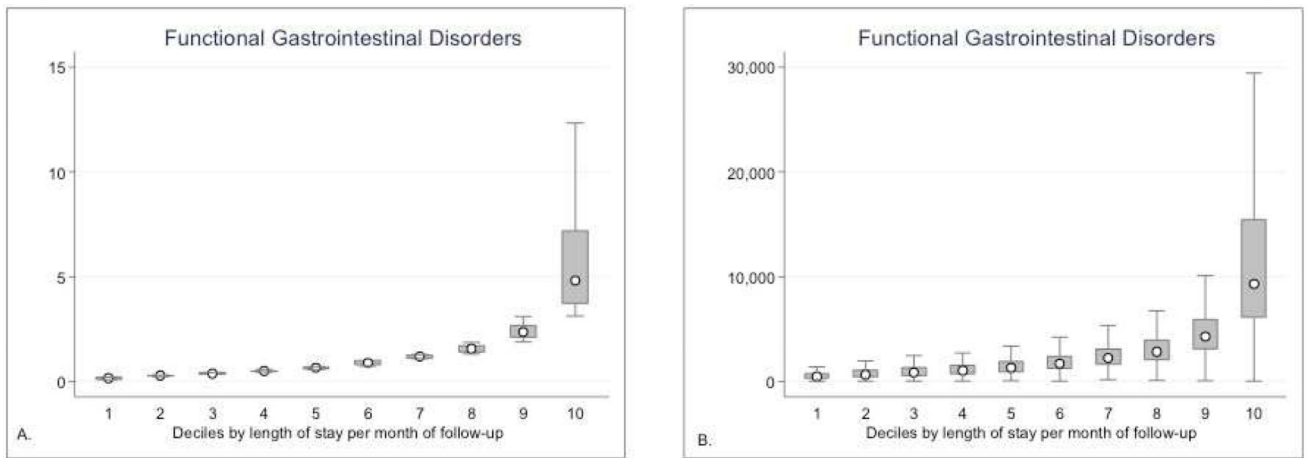 Functional Gastrointestinal Disorders
15
10
5
0
1 2 3 4 5 6 7 8 9 10
Deciles by length of stay per month of follow-up
A.
Functional Gastrointestinal Disorders
30,000
20,000
10,000
0
1 2 3 4 5 6 7 8 9 10
Deciles by length of stay per month of follow-up
B.